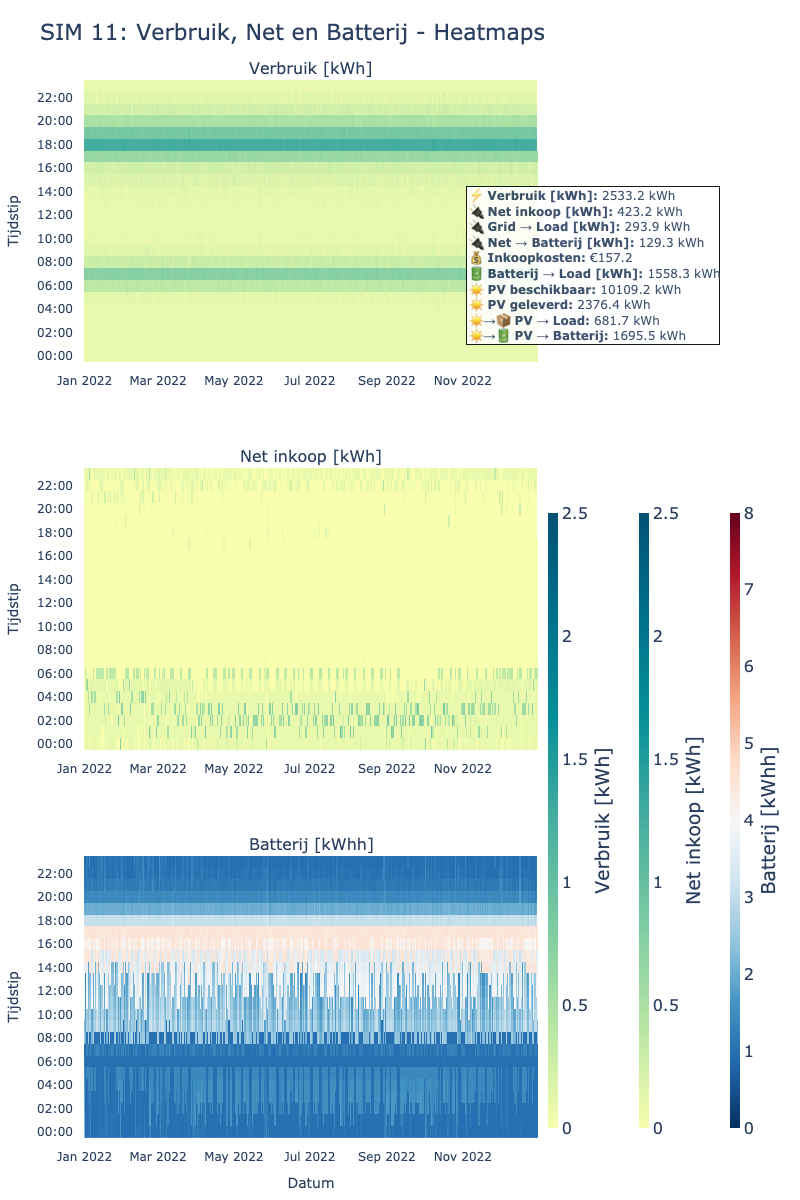 SIM 11: Verbruik, Net en Batterij - Heatmaps
Verbruik [kWh]
22:00
20:00
18:00
16:00
14:00
12:00
10:00
08:00
06:00
04:00
02:00
00:00
Tijdstip
Jan 2022 Mar 2022 May 2022 Jul 2022 Sep 2022 Nov 2022
⚡ Verbruik [kWh]: 2533.2 kWh
🔌 Net inkoop [kWh]: 423.2 kWh
🔌 Grid → Load [kWh]: 293.9 kWh
🔌 Net → Batterij [kWh]: 129.3 kWh
💰 Inkoopkosten: €157.2
🔋 Batterij → Load [kWh]: 1558.3 kWh
☀️ PV beschikbaar: 10109.2 kWh
☀️ PV geleverd: 2376.4 kWh
☀️→📦 PV → Load: 681.7 kWh
☀️→🔋 PV → Batterij: 1695.5 kWh
Net inkoop [kWh]
22:00
20:00
18:00
16:00
14:00
12:00
10:00
08:00
06:00
04:00
02:00
00:00
Tijdstip
Jan 2022 Mar 2022 May 2022 Jul 2022 Sep 2022 Nov 2022
Batterij [kWhh]
22:00
20:00
18:00
16:00
14:00
12:00
10:00
08:00
06:00
04:00
02:00
00:00
Tijdstip
Jan 2022 Mar 2022 May 2022 Jul 2022 Sep 2022 Nov 2022
Datum
2.5
2
1.5
1
0.5
0
Verbruik [kWh]
2.5
2
1.5
1
0.5
0
Net inkoop [kWh]
8
7
6
5
4
3
2
1
0
Batterij [kWhh]